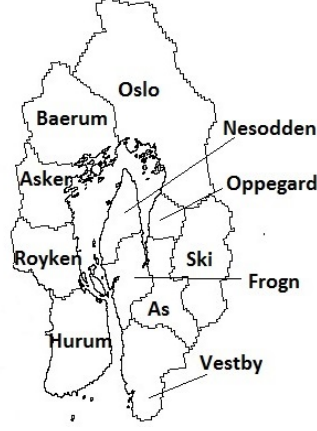 Oslo
Baerum
Nesodden
Asken
Oppegard
Royken
Ski
Frogn
As
Hurum
Vestby